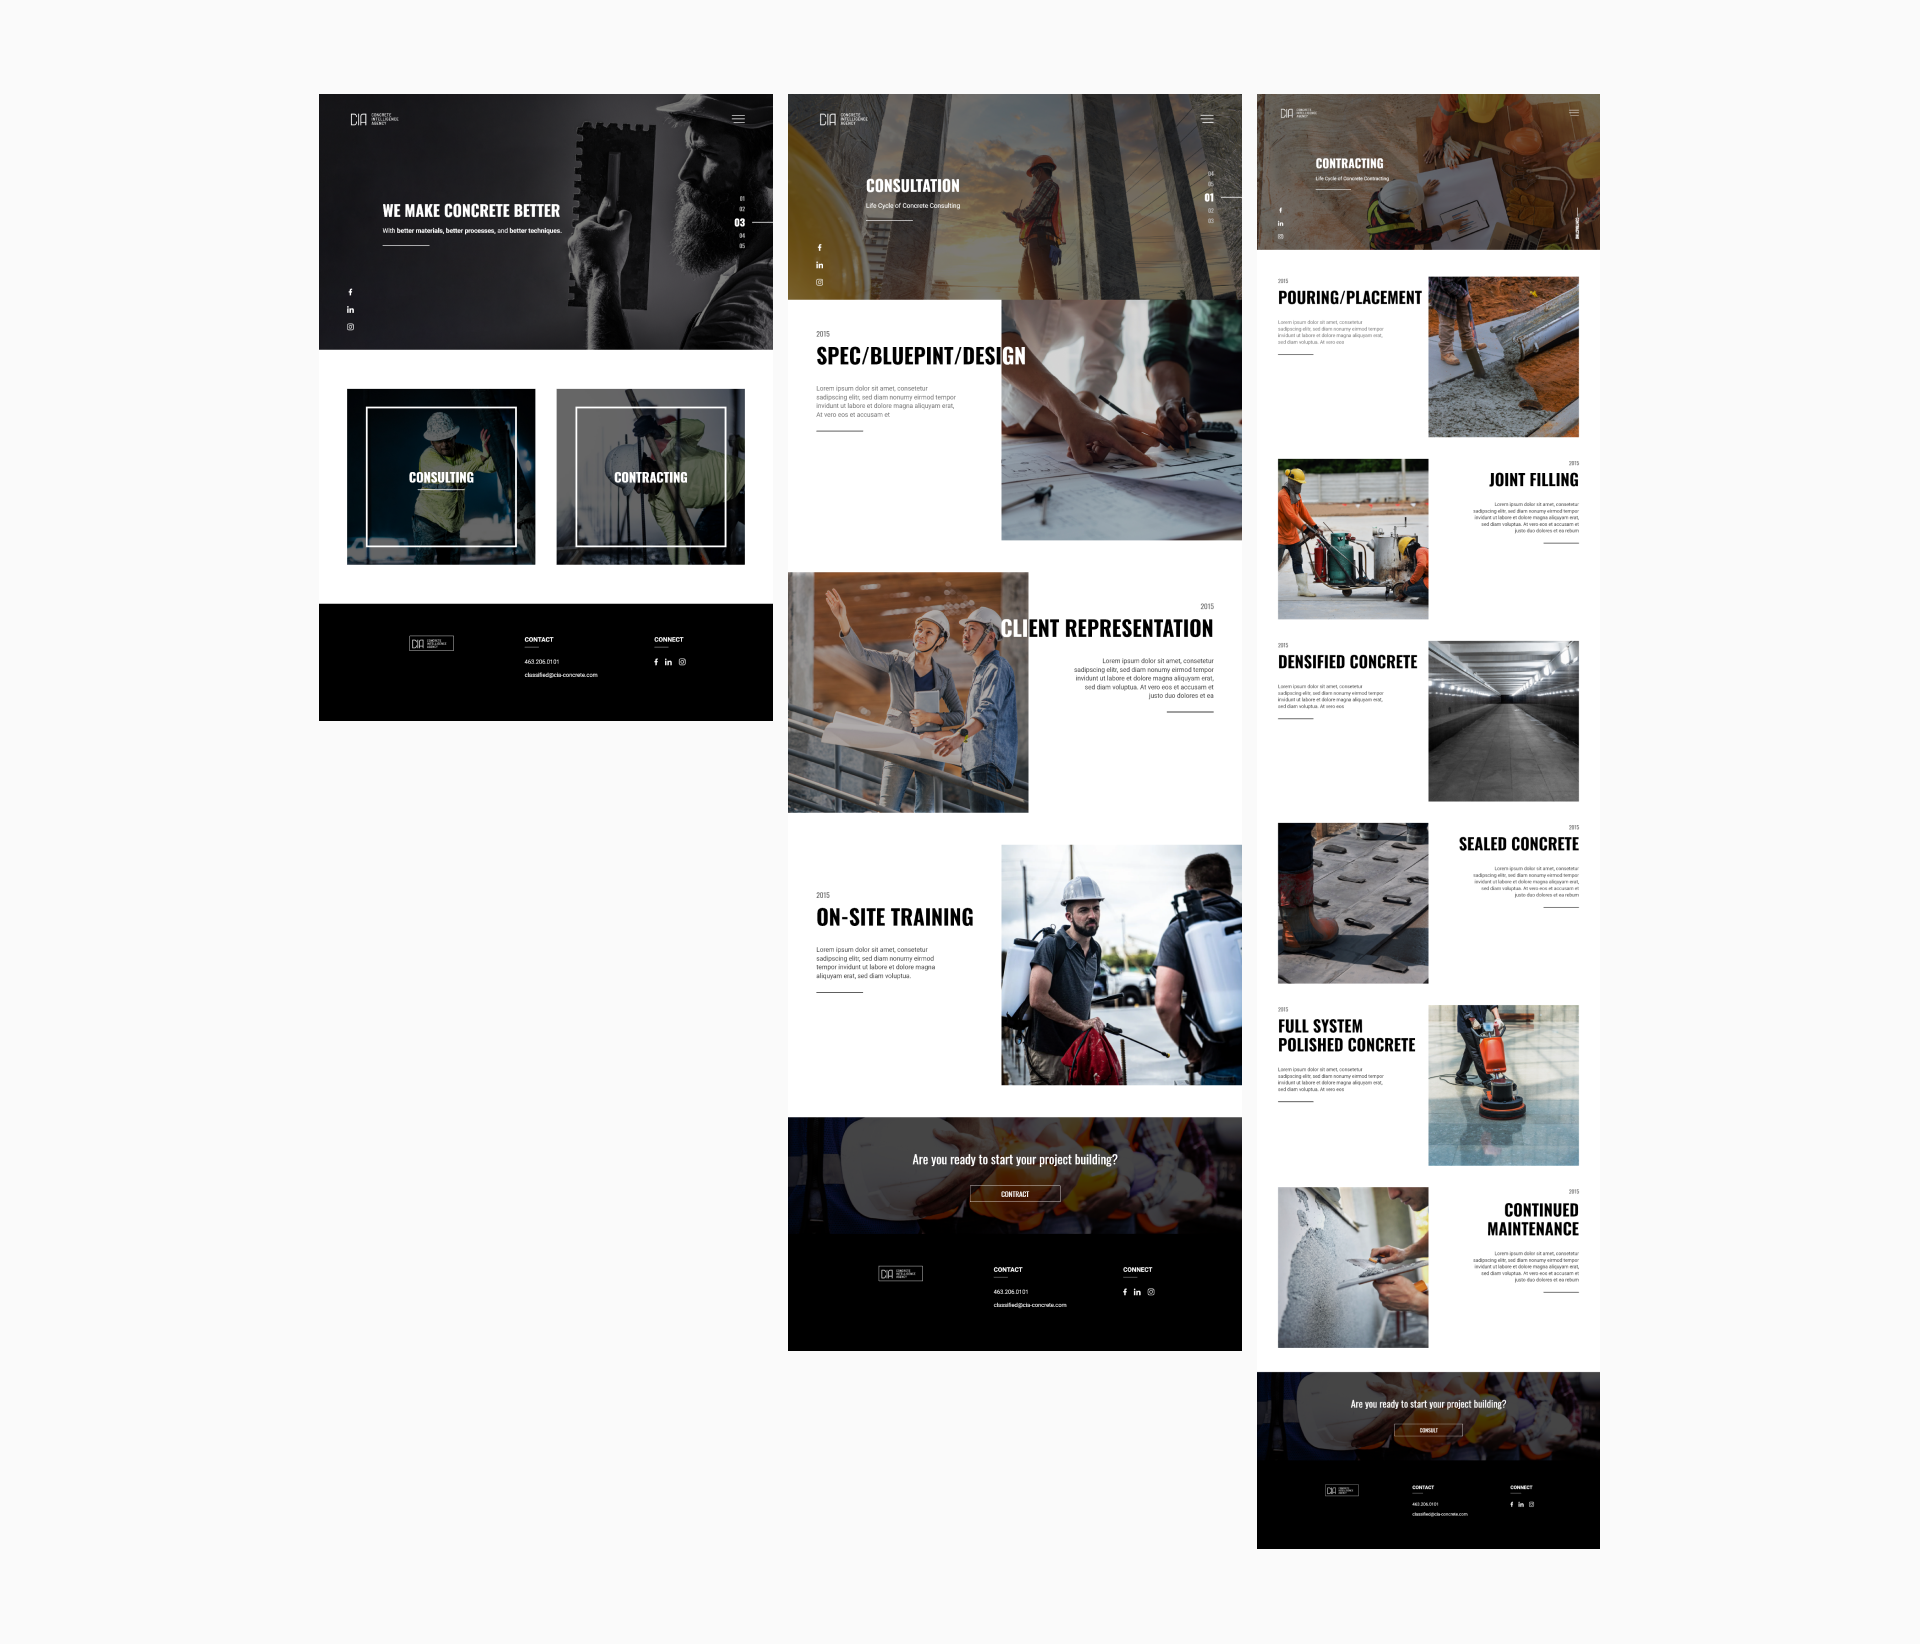 CIA CONCRETE
INTELLIGENCE
AGENCY
WE MAKE CONCRETE BETTER
With better materials, better processes, and better techniques.
01
02
03
04
05
CONSULTING
CONTRACTING
CIA CONCRETE
INTELLIGENCE
AGENCY
CONTACT
463.206.0101
classified@cia-concrete.com
CONNECT
CIA CONCRETE
INTELLIGENCE
AGENCY
CONSULTATION
Life Cycle of Concrete Consulting
04
05
01
02
03
2015
SPEC/BLUEPINT/DESIGN
Lorem ipsum dolor sit amet, consetetur
sadipscing elitr, sed diam nonumy eirmod tempor
invidunt ut labore et dolore magna aliquyam erat,
At vero eos et accusam et
2015
CLIENT REPRESENTATION
Lorem ipsum dolor sit amet, consetetur
sadipscing elitr, sed diam nonumy eirmod tempor
invidunt ut labore et dolore magna aliquyam erat,
sed diam voluptua. At vero eos et accusam et
justo duo dolores et ea
2015
ON-SITE TRAINING
Lorem ipsum dolor sit amet, consetetur
sadipscing elitr, sed diam nonumy eirmod
tempor invidunt ut labore et dolore magna
aliquyam erat, sed diam voluptua.
Are you ready to start your project building?
CONTRACT
CIA CONCRETE
INTELLIGENCE
AGENCY
CONTACT
463.206.0101
classified@cia-concrete.com
CONNECT
CIA CONCRETE
INTELLIGENCE
AGENCY
CONTRACTING
Life Cycle of Concrete Contracting
2015
POURING/PLACEMENT
Lorem ipsum dolor sit amet, consetetur
sadipscing elitr, sed diam nonumy eirmod tempor
invidunt ut labore et dolore magna aliquyam erat,
sed diam voluptua. At vero eos
2015
JOINT FILLING
Lorem ipsum dolor sit amet, consetetur
sadipscing elitr, sed diam nonumy eirmod tempor
invidunt ut labore et dolore magna aliquyam erat,
sed diam voluptua. At vero eos et accusam et
justo duo dolores et ea rebum
2015
DENSIFIED CONCRETE
Lorem ipsum dolor sit amet, consetetur
sadipscing elitr, sed diam nonumy eirmod tempor
invidunt ut labore et dolore magna aliquyam erat,
sed diam voluptua. At vero eos
2015
SEALED CONCRETE
Lorem ipsum dolor sit amet, consetetur
sadipscing elitr, sed diam nonumy eirmod tempor
invidunt ut labore et dolore magna aliquyam erat,
sed diam voluptua. At vero eos et accusam et
justo duo dolores et ea rebum
2015
FULL SYSTEM
POLISHED CONCRETE
Lorem ipsum dolor sit amet, consetetur
sadipscing elitr, sed diam nonumy eirmod tempor
invidunt ut labore et dolore magna aliquyam erat,
sed diam voluptua. At vero eos
2015
CONTINUED
MAINTENANCE
Lorem ipsum dolor sit amet, consetetur
sadipscing elitr, sed diam nonumy eirmod tempor
invidunt ut labore et dolore magna aliquyam erat,
sed diam voluptua. At vero eos et accusam et
justo duo dolores et ea rebum
Are you ready to start your project building?
CONSULT
CIA CONCRETE
INTELLIGENCE
AGENCY
CONTACT
463.206.0101
classified@cia-concrete.com
CONNECT